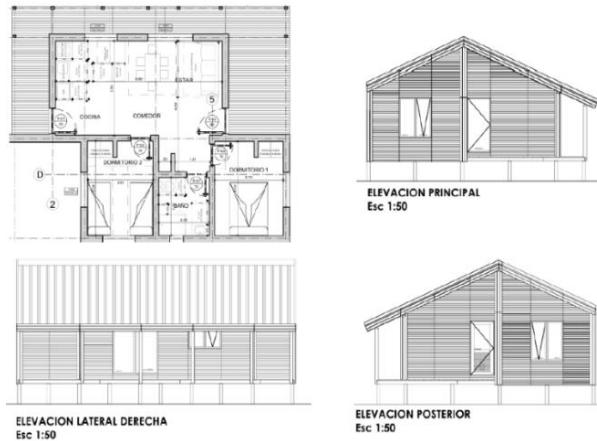 ESTAR
5
COCINA
COMEDOR
DORMITORIO 2
DORMITORIO 1
D
2
BAÑO
ELEVACION PRINCIPAL
Esc 1:50
ELEVACION LATERAL DERECHA
Esc 1:50
ELEVACION POSTERIOR
Esc 1:50